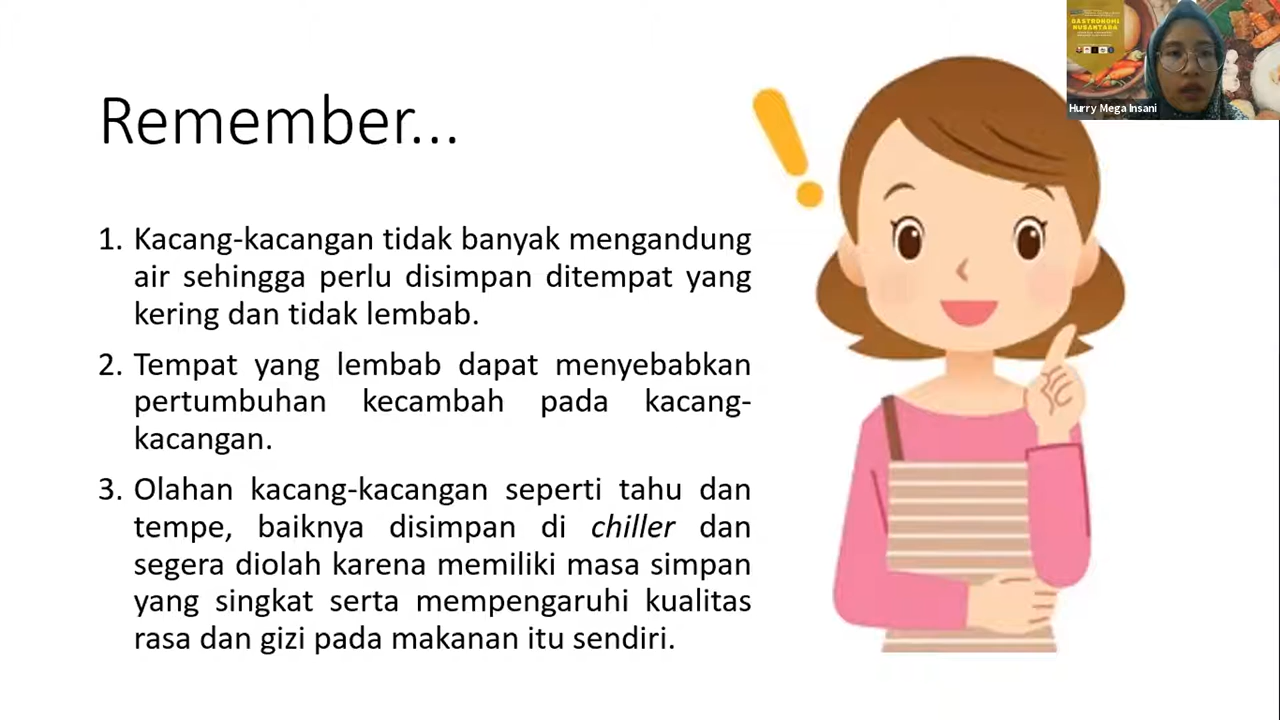 GASTRONOMI
NUSANTARA
Hurry Mega Insani
Remember...
1. Kacang-kacangan tidak banyak mengandung
air sehingga perlu disimpan ditempat yang
kering dan tidak lembab.
2. Tempat yang lembab dapat menyebabkan
pertumbuhan kecambah pada kacang-
kacangan.
3. Olahan kacang-kacangan seperti tahu dan
tempe, baiknya disimpan di chiller dan
segera diolah karena memiliki masa simpan
yang singkat serta mempengaruhi kualitas
rasa dan gizi pada makanan itu sendiri.